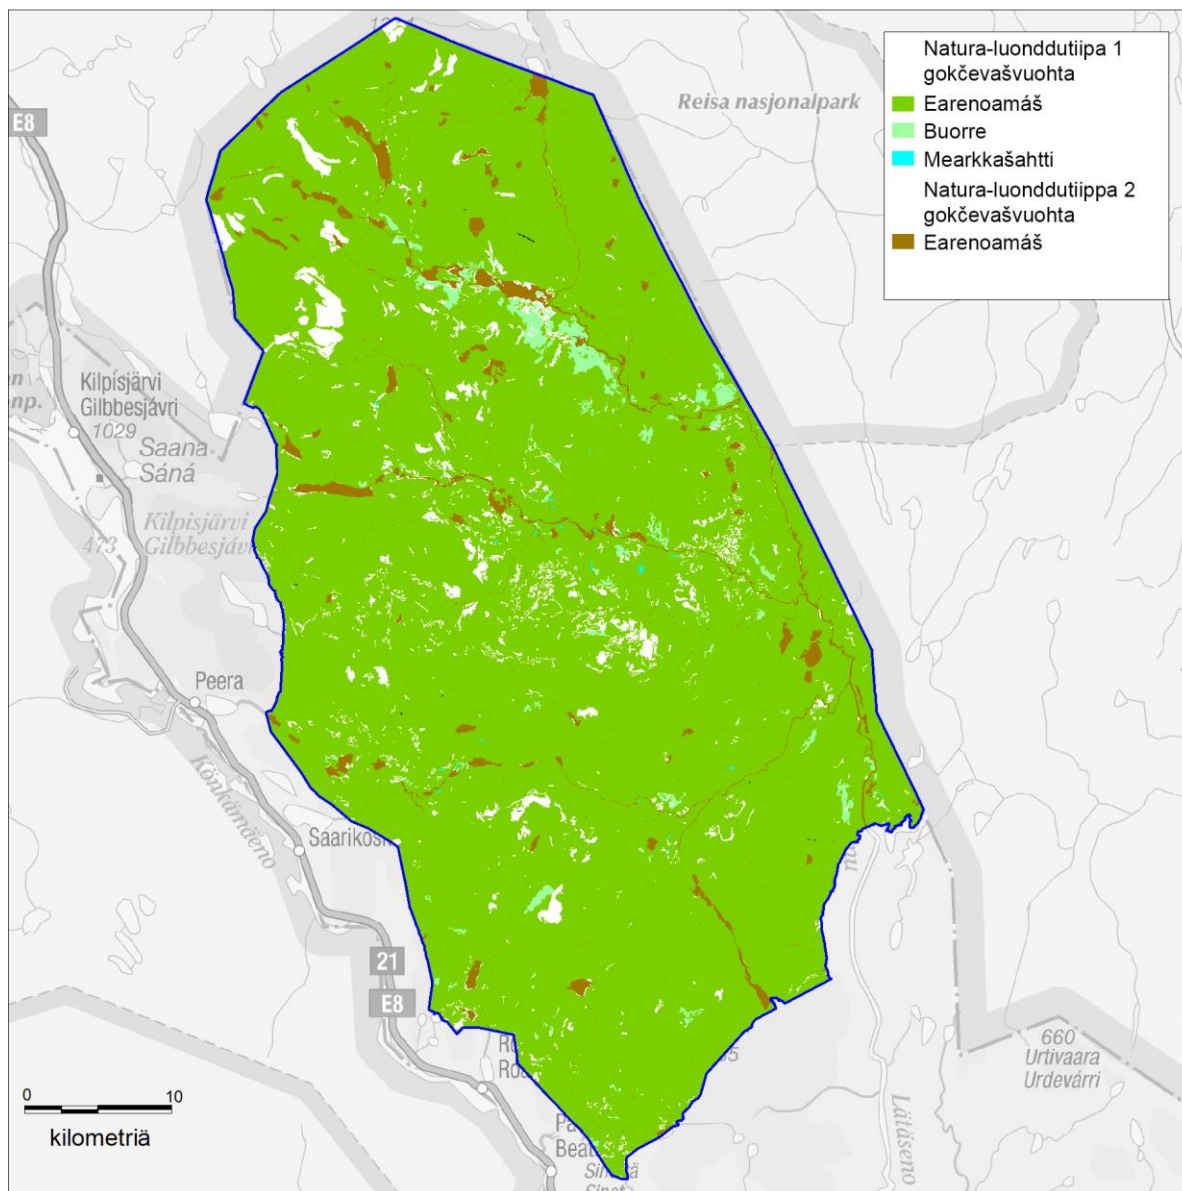 Natura-luonddutiipa 1
gokčevašvuohta
Earenoamáš
Buorre
Mearkkašahtti
Natura-luonddutiippa 2
gokčevašvuohta
Earenoamáš
Reisa nasjonalpark
E8
Kilpisjärvi
Gilbbesjávri
1029
Saana
Sáná
Kilpisjärvi
473
Peera
Könkämäeno
Saarikoski
21
E8
660
Urtivaara
Urdevárri
Lätäseno
0 10
kilometriä